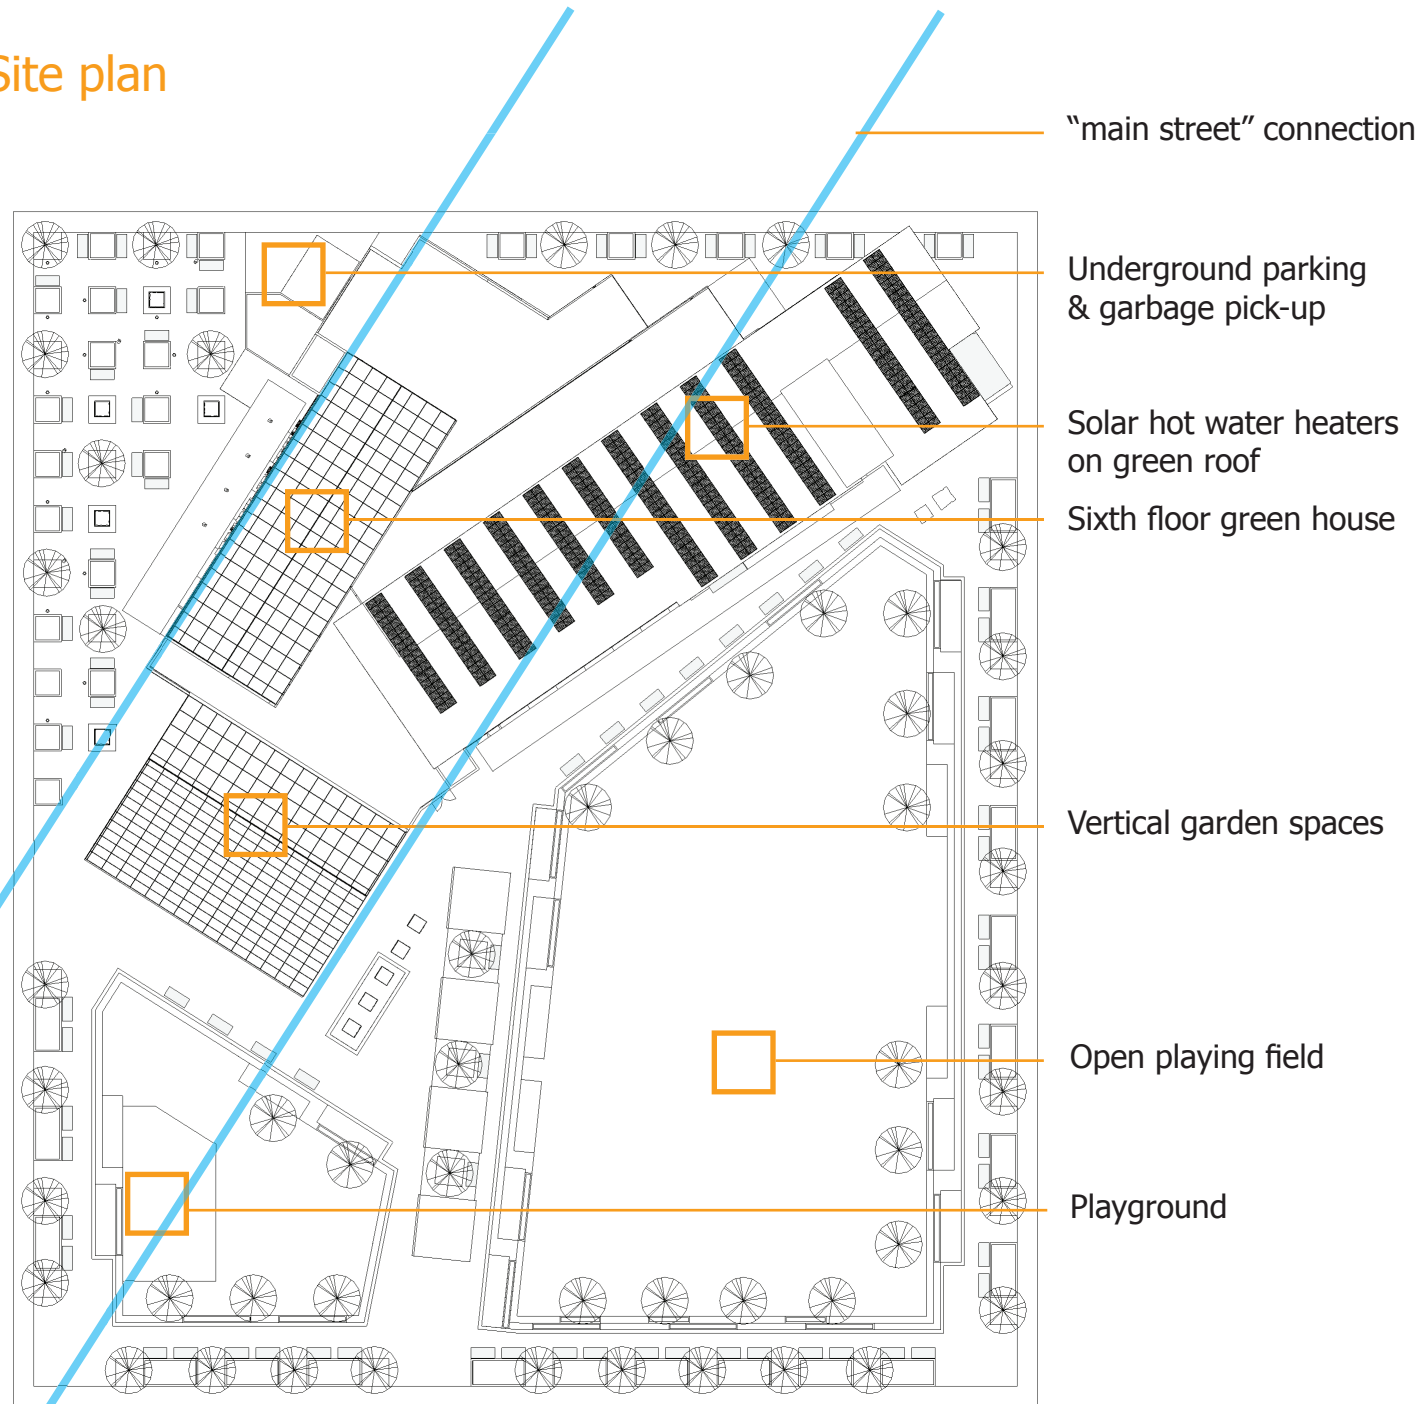 Site plan
“main street” connection
Underground parking
& garbage pick-up
Solar hot water heaters
on green roof
Sixth floor green house
Vertical garden spaces
Open playing field
Playground